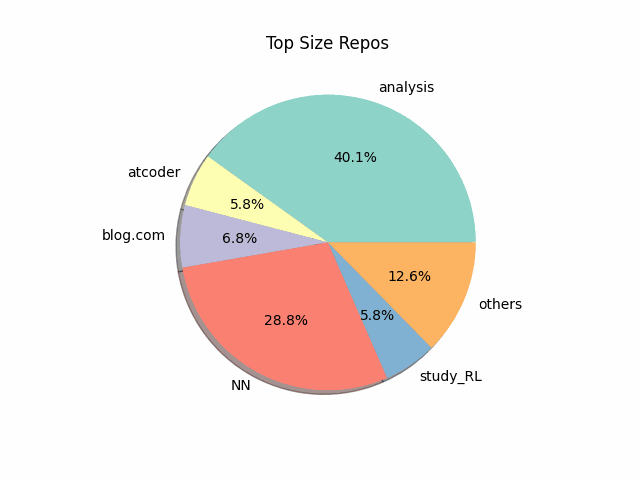 Top Size Repos
analysis
40.1%
atcoder
5.8%
blog.com
6.8%
12.6%
others
28.8%
5.8%
study_RL
NN